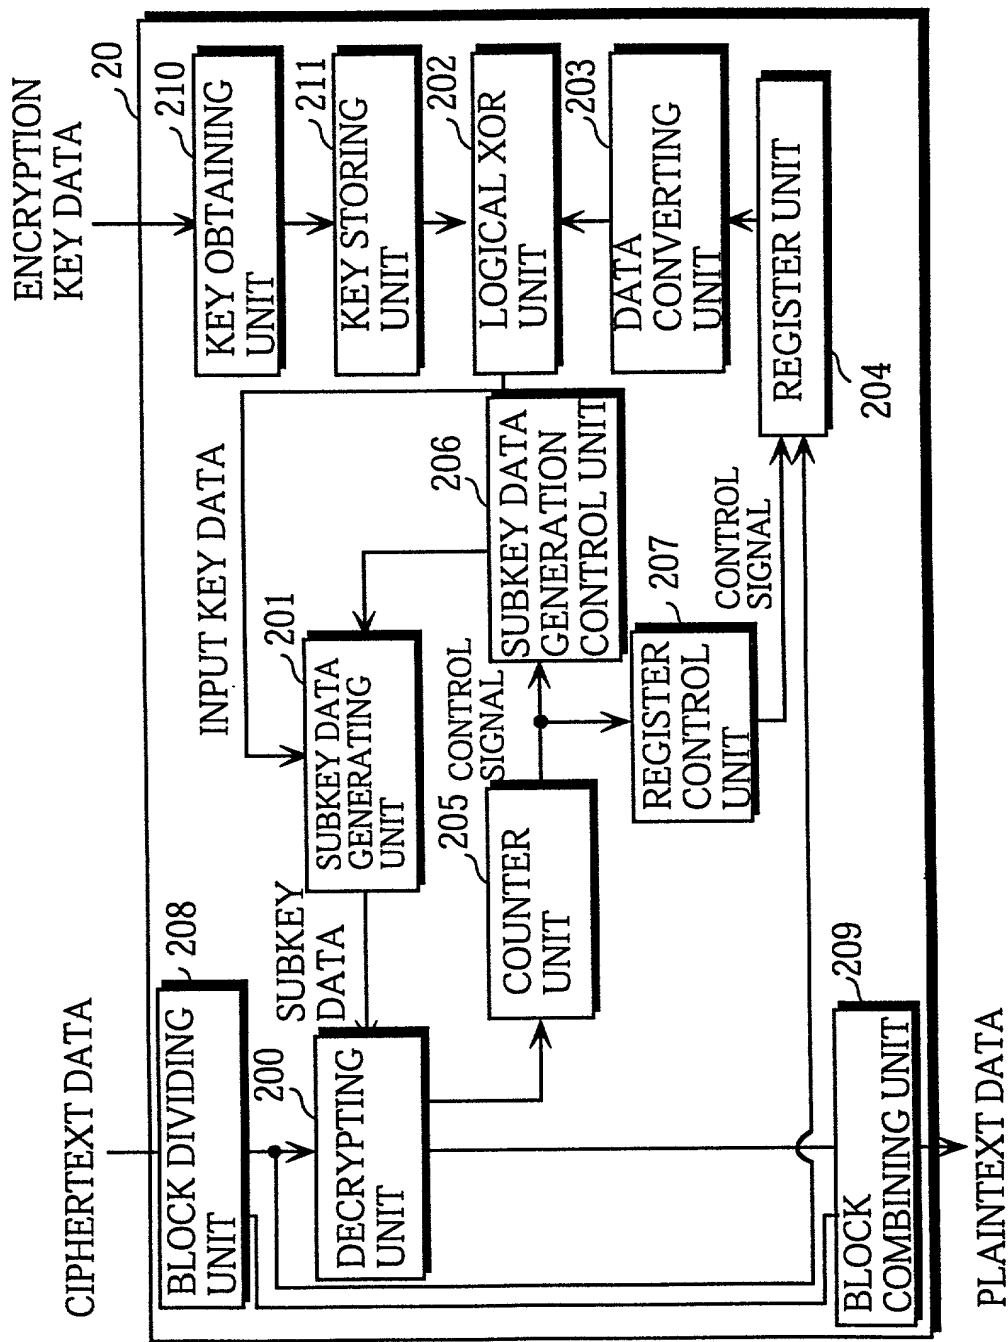 ENCRYPTION
KEY DATA
20
210
KEY OBTAINING
UNIT
211
KEY STORING
UNIT
202
LOGICAL XOR
UNIT
203
DATA
CONVERTING
UNIT
REGISTER UNIT
204
INPUT KEY DATA
206
SUBKEY DATA
GENERATION
CONTROL UNIT
201
SUBKEY DATA
GENERATING
UNIT
CONTROL
SIGNAL
207
REGISTER
CONTROL
UNIT
CONTROL
SIGNAL
205
COUNTER
UNIT
SUBKEY
DATA
CIPHERTEXT DATA
208
BLOCK DIVIDING
UNIT
200
DECRYPTING
UNIT
209
BLOCK
COMBINING UNIT
PLAINTEXT DATA